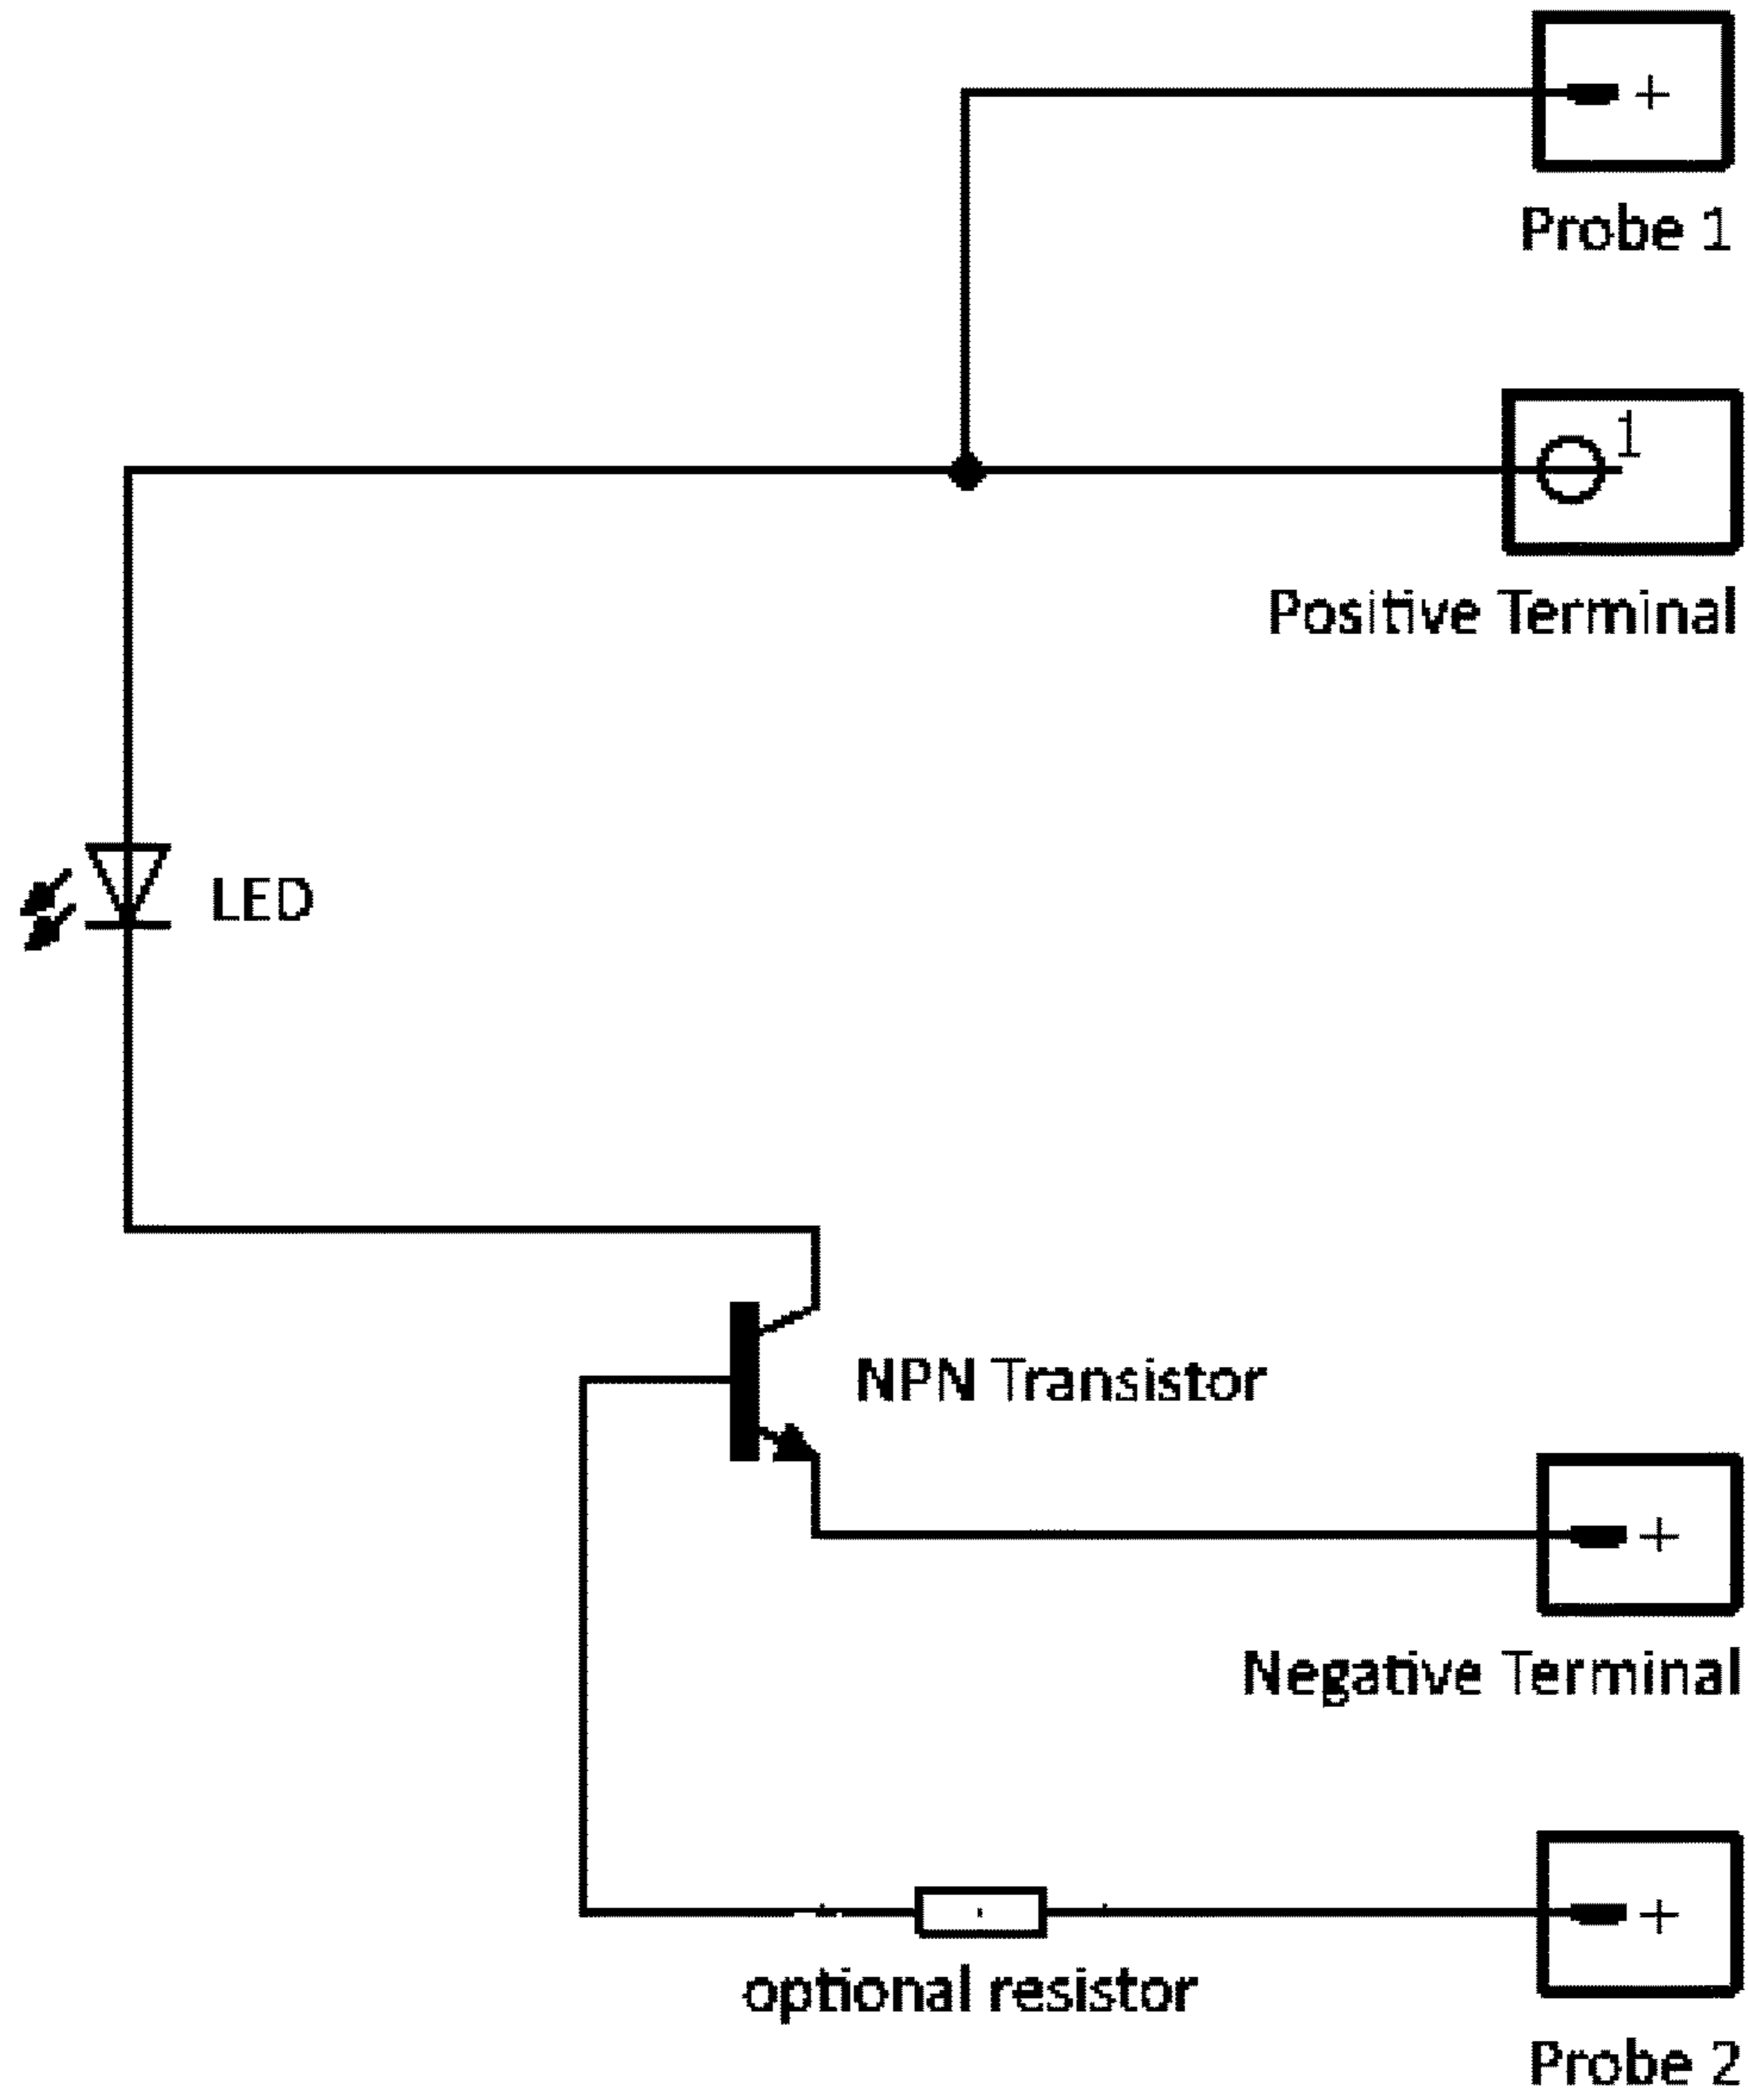 +
Probe 1
1
Positive Terminal
LED
NPN Transistor
+
Negative Terminal
+
optional resistor
Probe 2